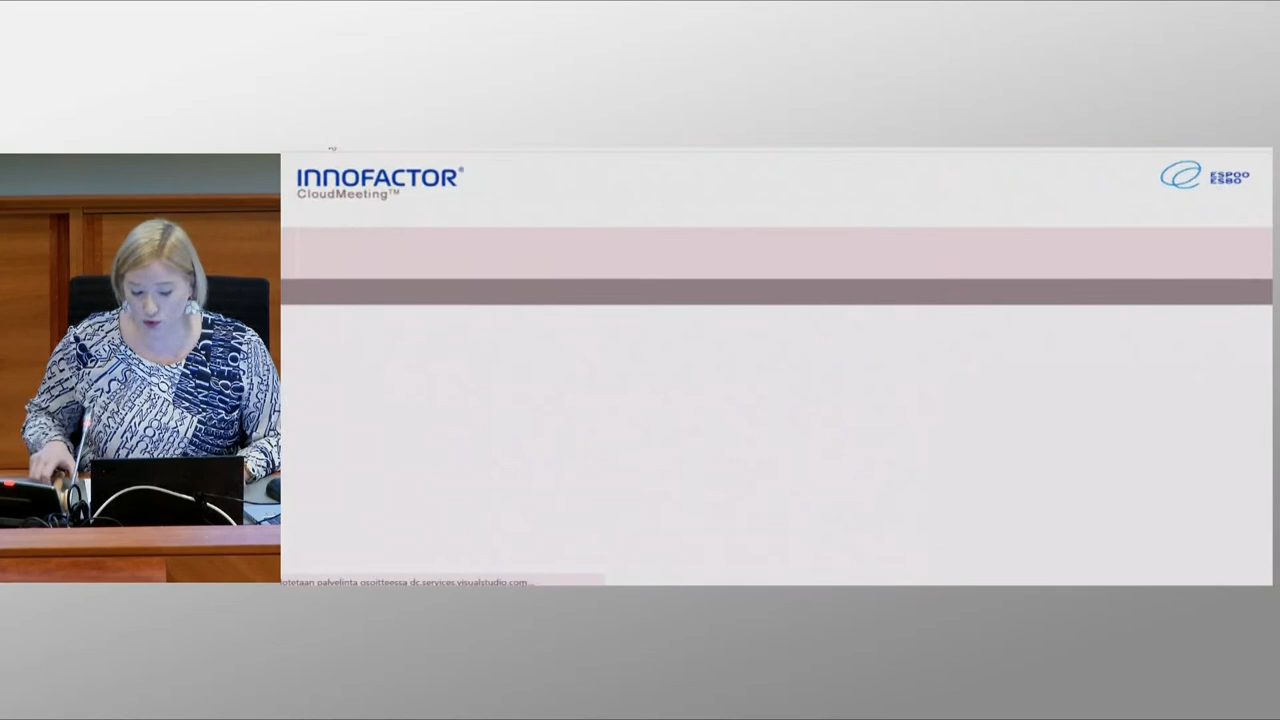 INNOFACTOR®
CloudMeeting™
ESPOO
ESBO
otetaan palvelinta osoitteessa dc.services.visualstudio.com...